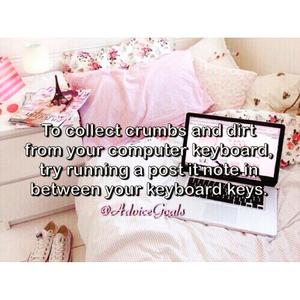 To collect crumbs and dirt
from your computer keyboard,
try running a post it note in
between your keyboard keys.
@AdviceGoals